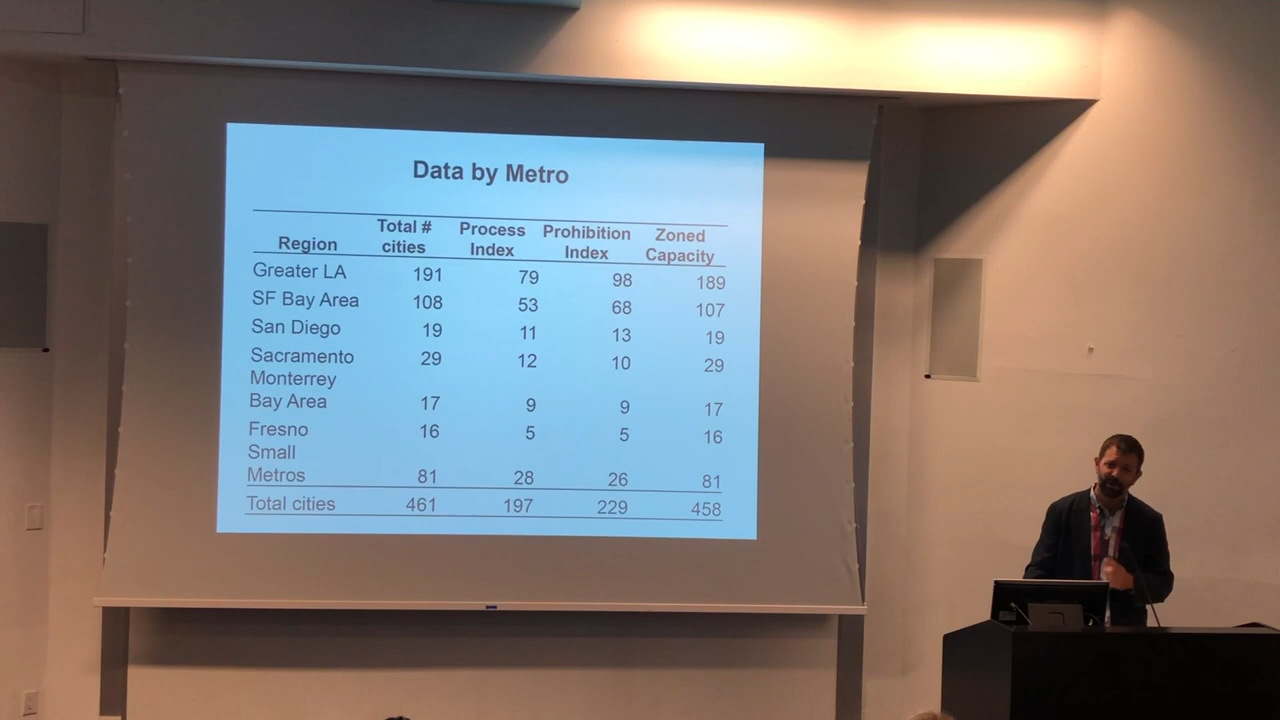 Data by Metro
Region Total # cities Process Index Prohibition Index Zoned Capacity
Greater LA 191 79 98 189
SF Bay Area 108 53 68 107
San Diego 19 11 13 19
Sacramento 29 12 10 29
Monterrey
Bay Area 17 9 9 17
Fresno 16 5 5 16
Small
Metros 81 28 26 81
Total cities 461 197 229 458